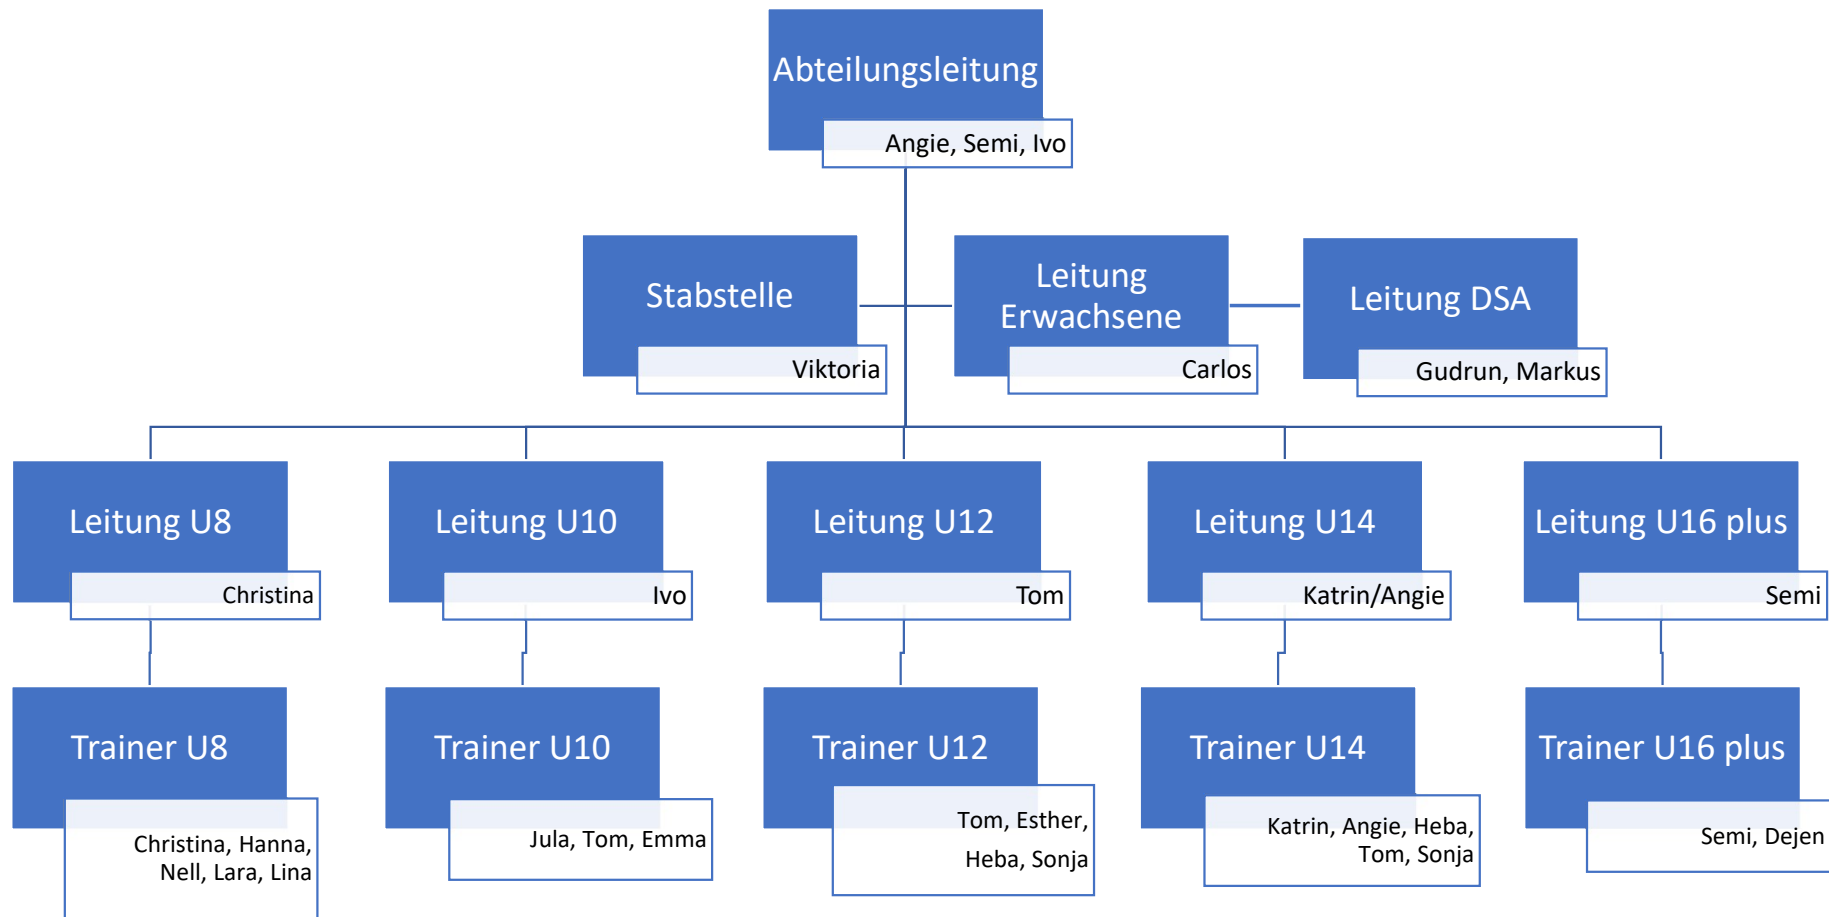 Abteilungsleitung
Angie, Semi, Ivo
Stabstelle
Viktoria
Leitung
Erwachsene
Carlos
Leitung DSA
Gudrun, Markus
Leitung U8
Christina
Leitung U10
Ivo
Leitung U12
Tom
Leitung U14
Katrin/Angie
Leitung U16 plus
Semi
Trainer U8
Christina, Hanna,
Nell, Lara, Lina
Trainer U10
Jula, Tom, Emma
Trainer U12
Tom, Esther,
Heba, Sonja
Trainer U14
Katrin, Angie, Heba,
Tom, Sonja
Trainer U16 plus
Semi, Dejen